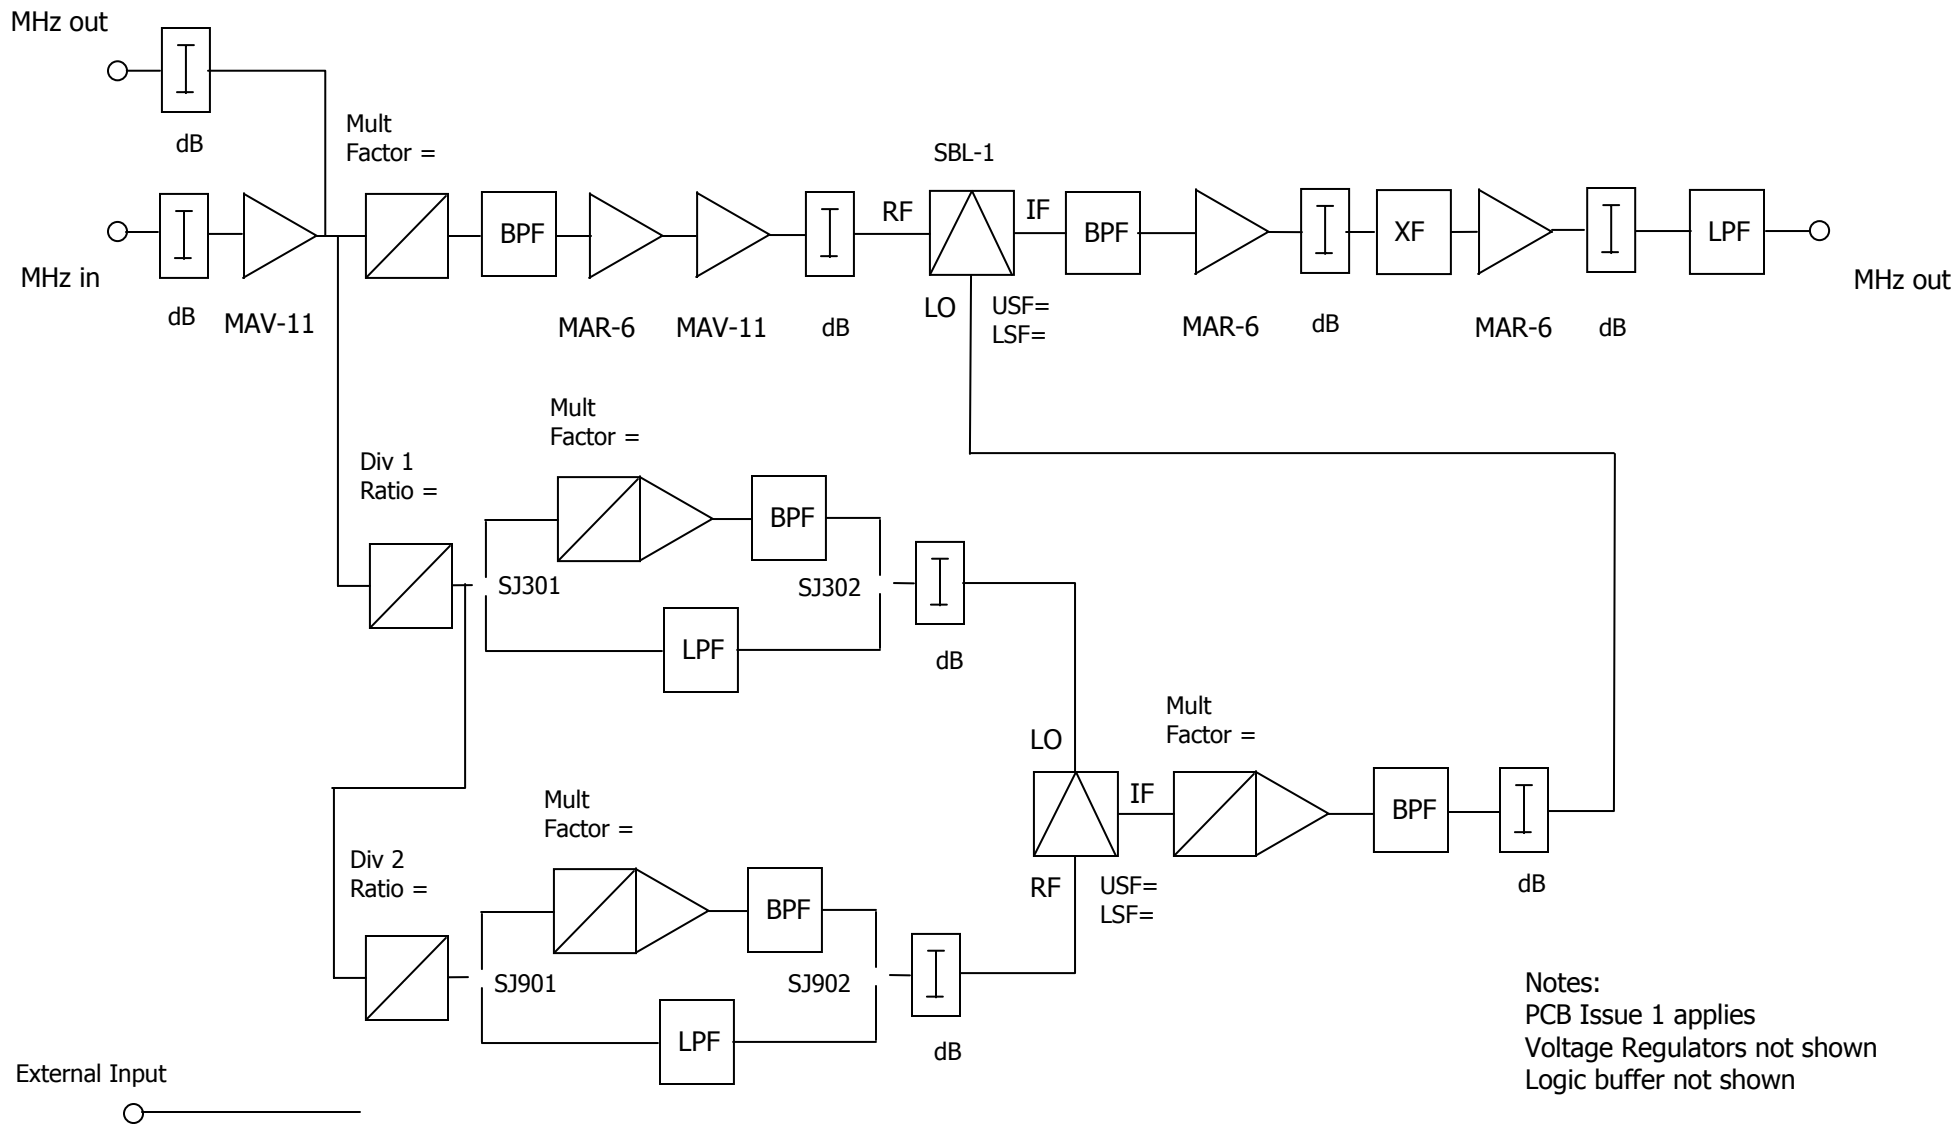 MHz out
dB
Mult
Factor =
SBL-1
BPF
RF
IF
BPF
XF
LPF
MHz in
dB
MAV-11
MAR-6
MAV-11
dB
LO
USF=
LSF=
MAR-6
dB
MAR-6
dB
MHz out
Mult
Factor =
Div 1
Ratio =
BPF
SJ301
SJ302
LPF
dB
Mult
Factor =
LO
IF
BPF
Mult
Factor =
Div 2
Ratio =
RF
USF=
LSF=
dB
BPF
SJ901
SJ902
LPF
dB
Notes:
PCB Issue 1 applies
Voltage Regulators not shown
Logic buffer not shown
External Input